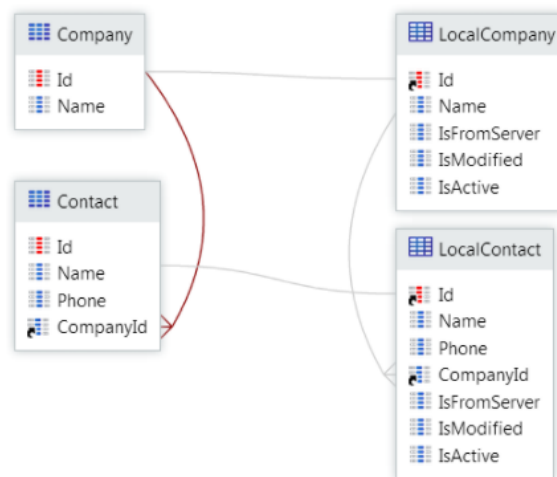 Company
Id
Name
Contact
Id
Name
Phone
CompanyId
LocalCompany
Id
Name
IsFromServer
IsModified
IsActive
LocalContact
Id
Name
Phone
CompanyId
IsFromServer
IsModified
IsActive